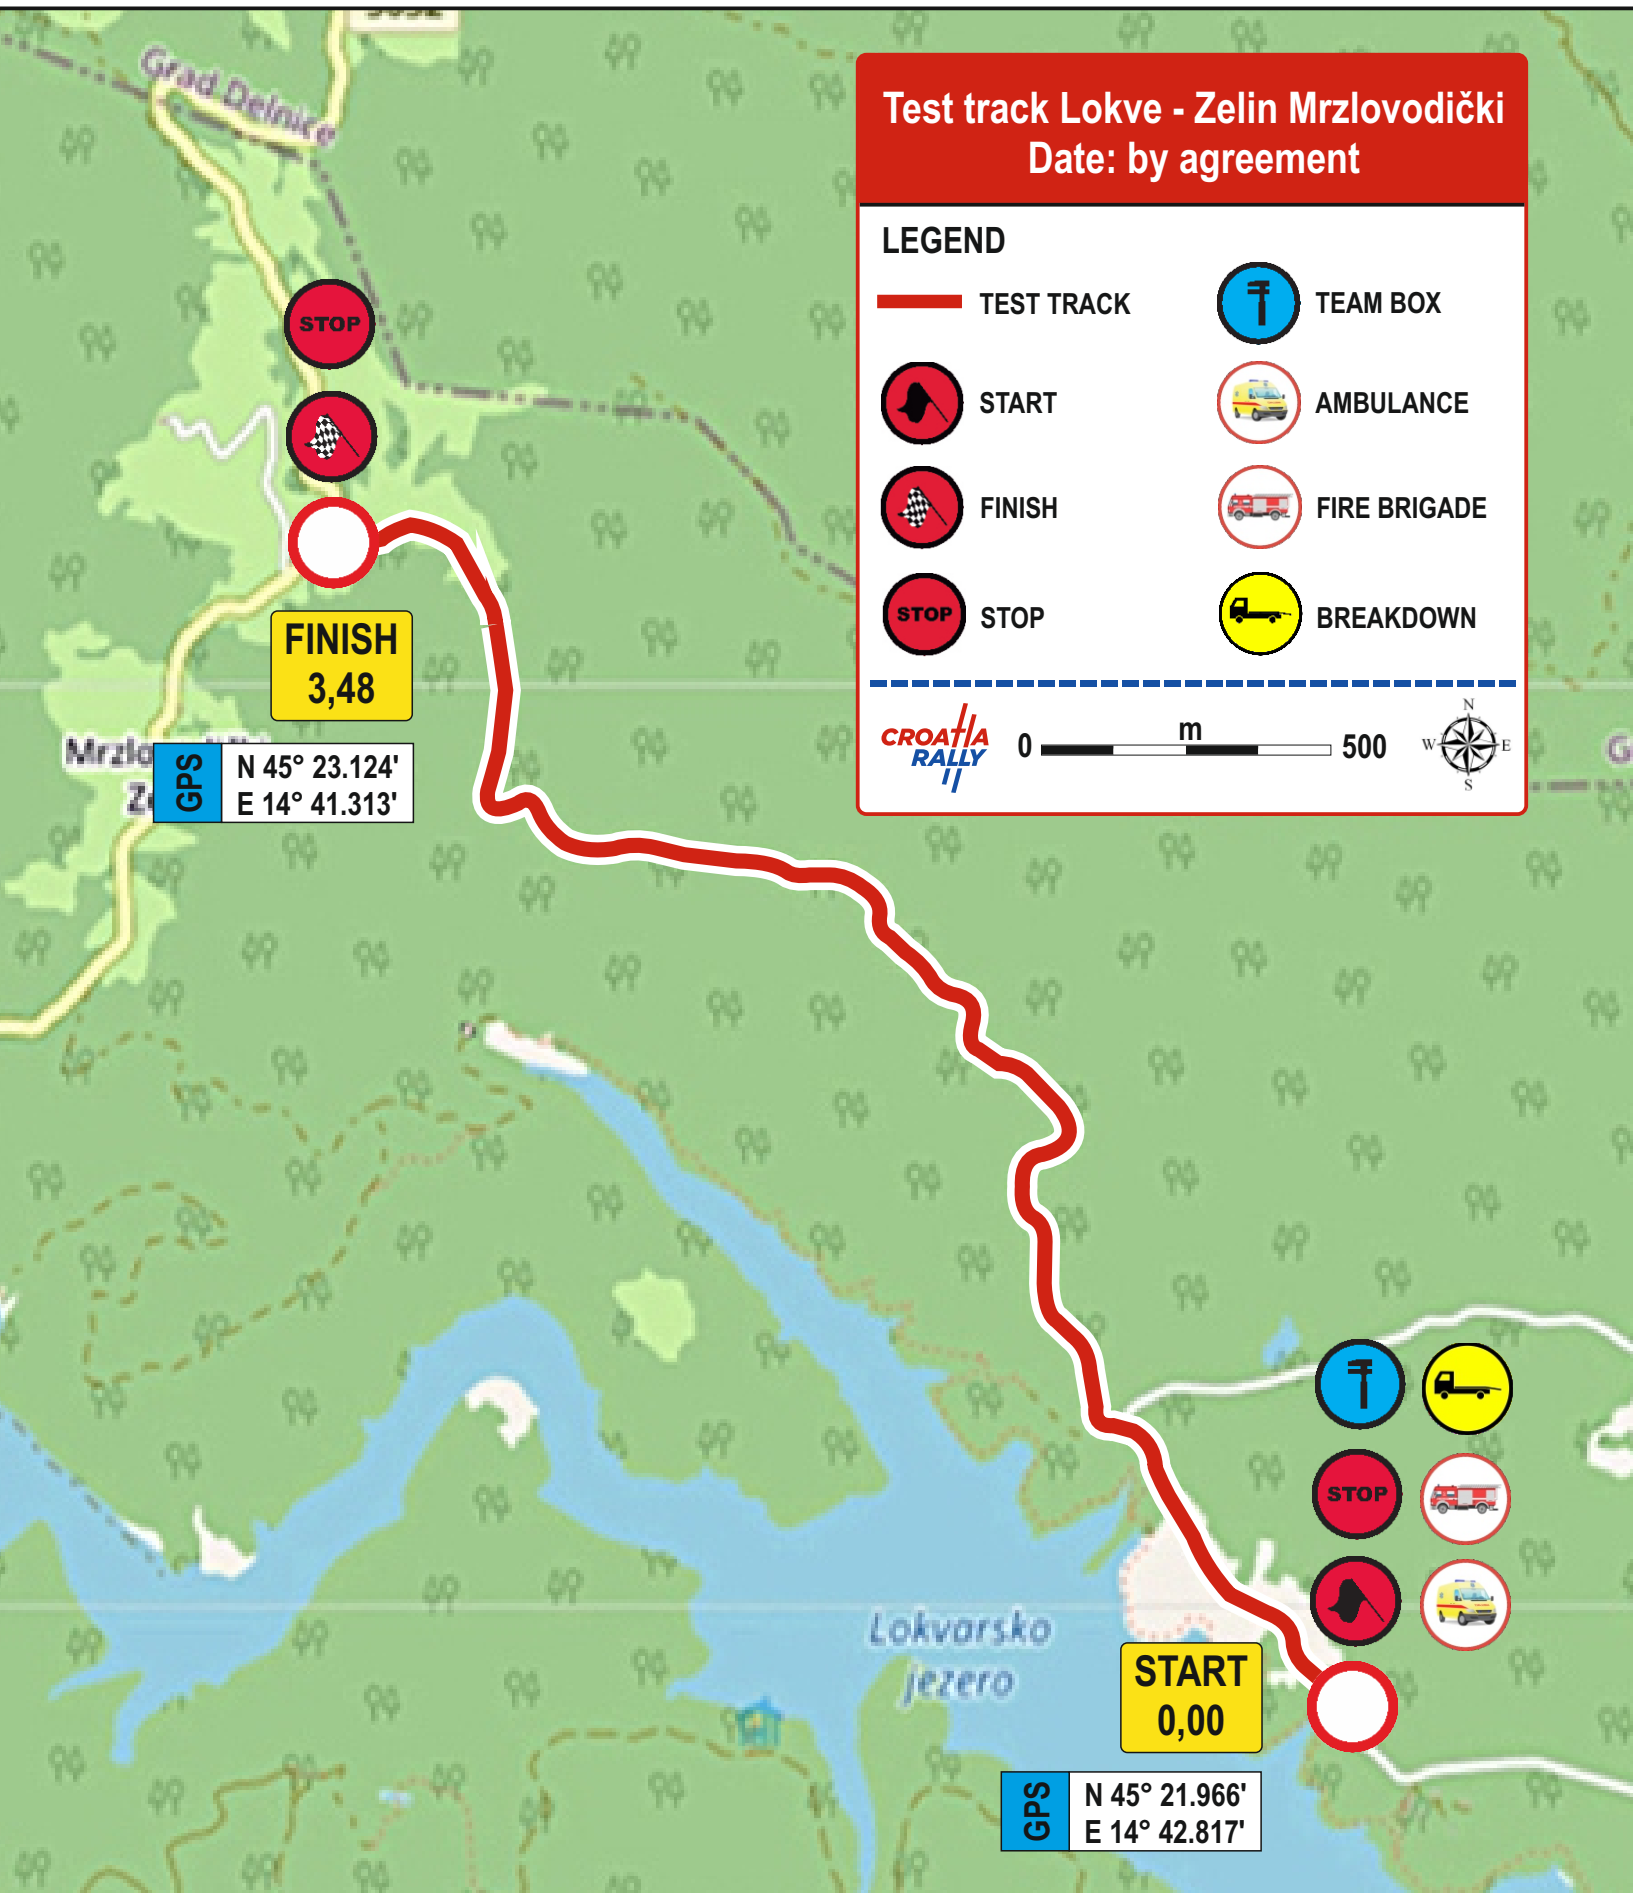 Grad Delnice
Test track Lokve - Zelin Mrzlovodički
Date: by agreement
LEGEND
TEST TRACK
TEAM BOX
START
AMBULANCE
FINISH
FIRE BRIGADE
STOP
STOP
BREAKDOWN
CROATIA
RALLY
0
m
500
N
W
E
S
STOP
FINISH
3,48
GPS
N 45° 23.124'
E 14° 41.313'
STOP
Lokvarsko
jezero
START
0,00
GPS
N 45° 21.966'
E 14° 42.817'